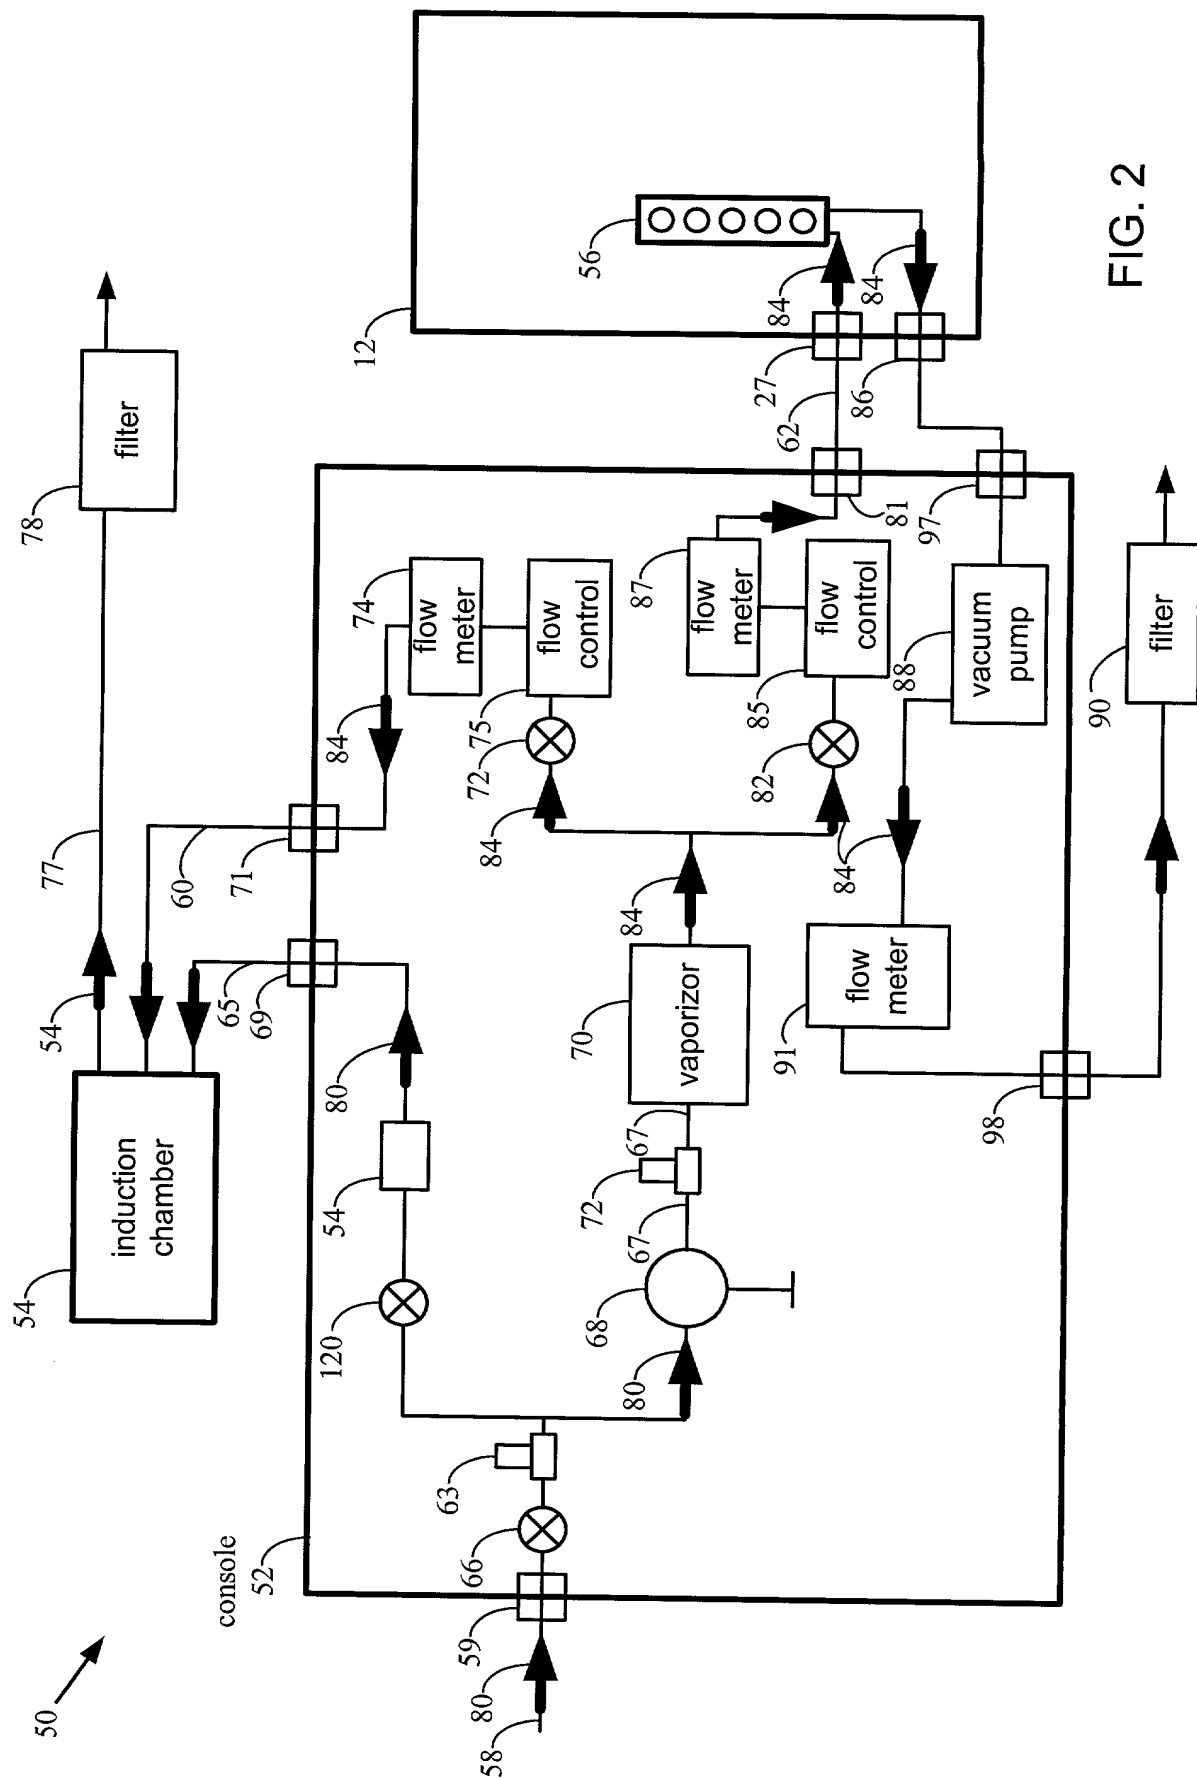 FIG. 2
50
console
52
58
80
59
66
63
120
54
80
69
65
71
60
54
induction
chamber
54
77
78
filter
80
68
67
72
67
70
vaporizor
84
84
72
75
flow
control
74
flow
meter
84
84
82
85
flow
control
87
flow
meter
81
62
27
84
56
12
84
86
97
88
vacuum
pump
91
flow
meter
98
90
filter